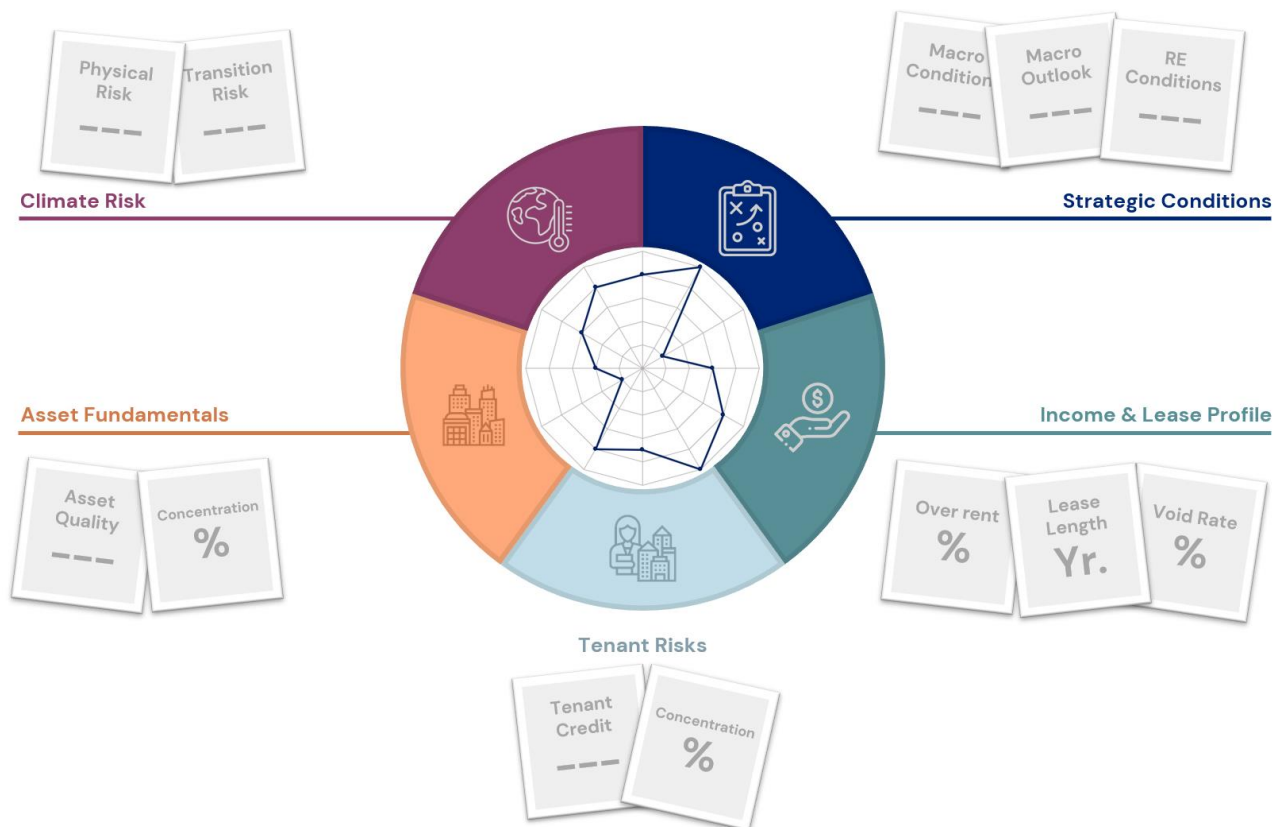 Physical
Risk
---
Transition
Risk
---
Climate Risk
Macro
Condition
---
Macro
Outlook
---
RE
Conditions
---
Strategic Conditions
$
Asset Fundamentals
Asset
Quality
---
Concentration
%
Income & Lease Profile
Over rent
%
Lease
Length
Yr.
Void Rate
%
Tenant Risks
Tenant
Credit
---
Concentration
%